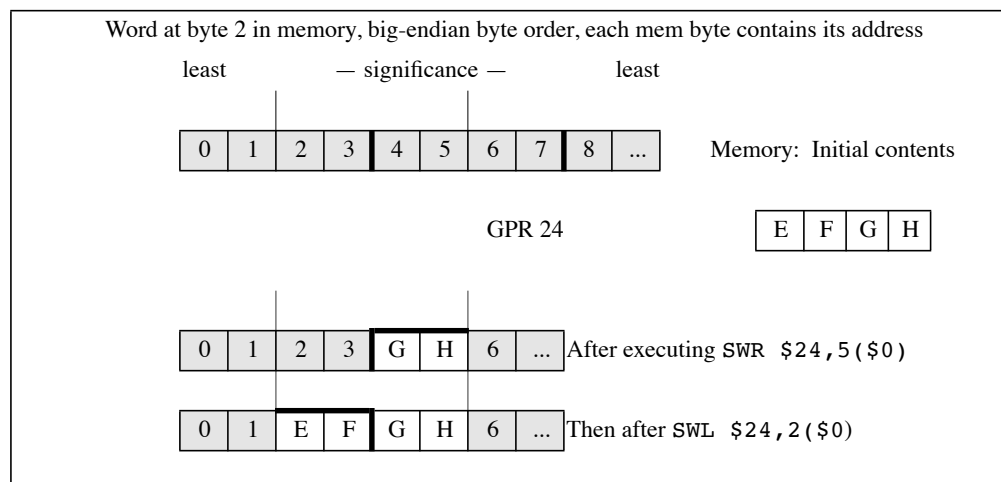 Word at byte 2 in memory, big-endian byte order, each mem byte contains its address
least — significance — least
0 1 2 3 4 5 6 7 8 ... Memory: Initial contents
GPR 24 E F G H
0 1 2 3 G H 6 ... After executing SWR $24,5($0)
0 1 E F G H 6 ... Then after SWL $24,2($0)